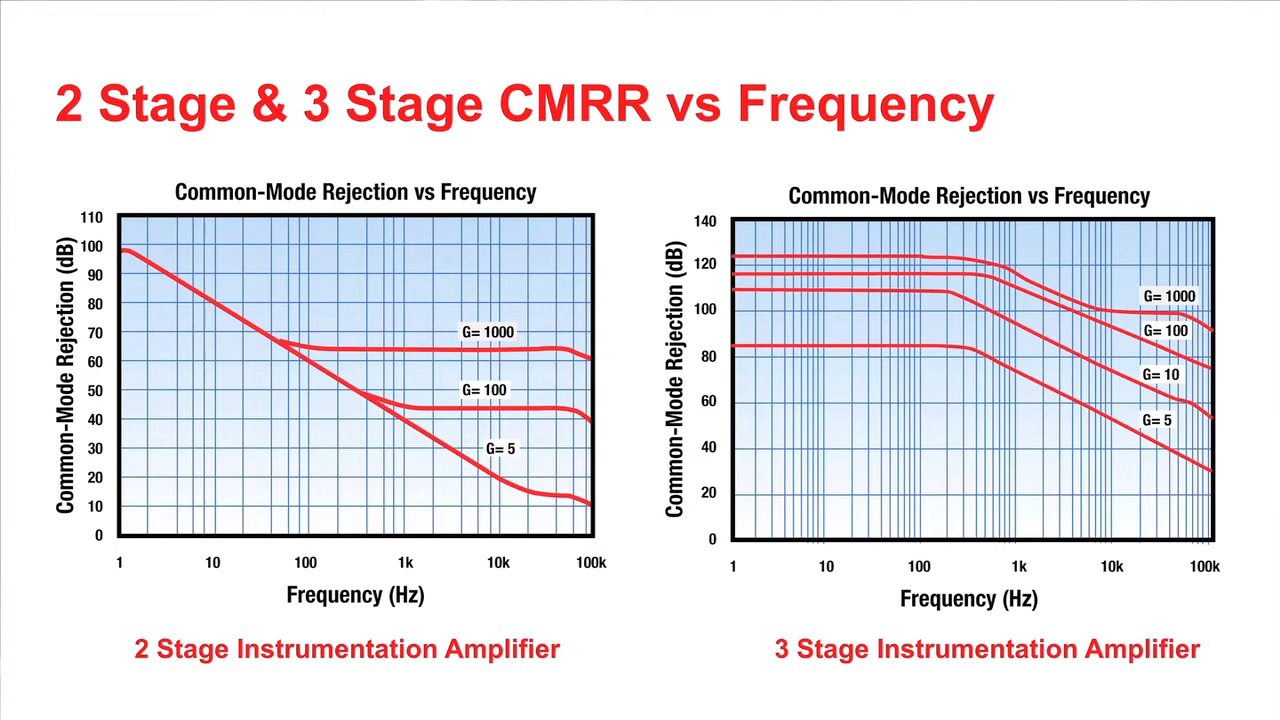 2 Stage & 3 Stage CMRR vs Frequency
Common-Mode Rejection vs Frequency
Common-Mode Rejection (dB)
110
100
90
80
70
60
50
40
30
20
10
0
G= 1000
G= 100
G= 5
1 10 100 1k 10k 100k
Frequency (Hz)
2 Stage Instrumentation Amplifier
Common-Mode Rejection vs Frequency
Common-Mode Rejection (dB)
140
120
100
80
60
40
20
0
G= 1000
G= 100
G= 10
G= 5
1 10 100 1k 10k 100k
Frequency (Hz)
3 Stage Instrumentation Amplifier